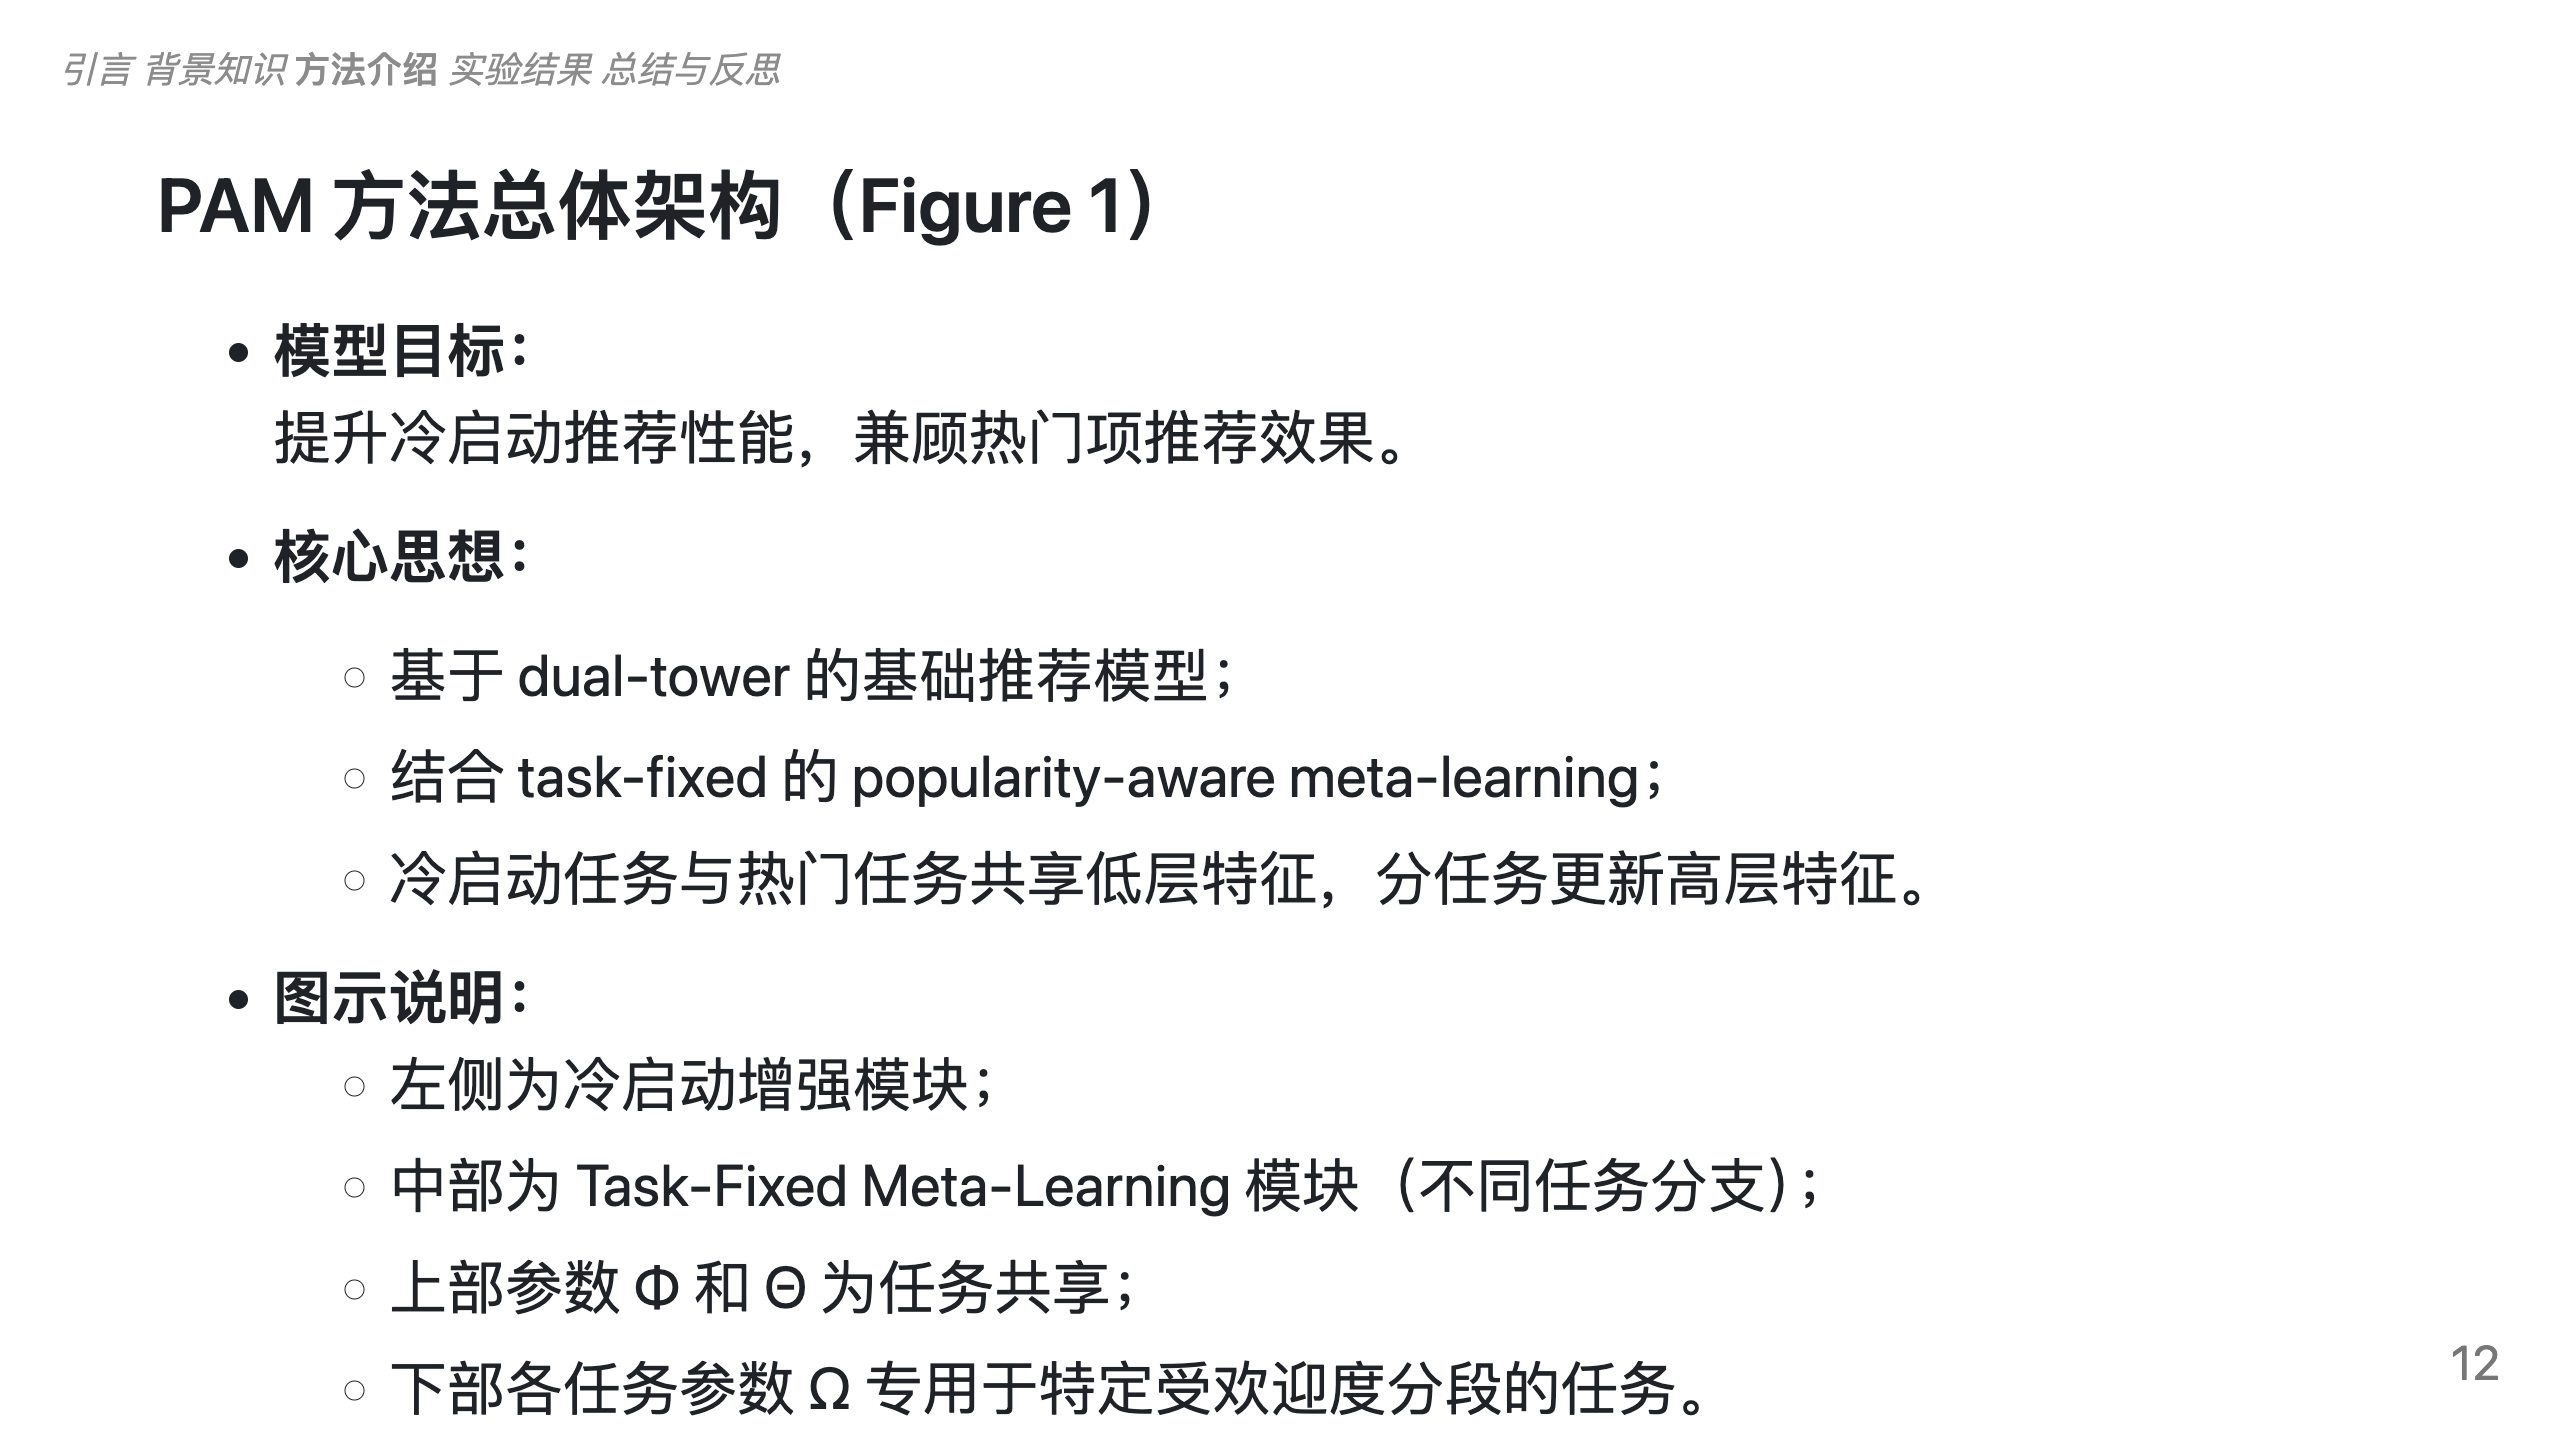 引言 背景知识 方法介绍 实验结果 总结与反思
PAM 方法总体架构（Figure 1）
• 模型目标：
提升冷启动推荐性能，兼顾热门项推荐效果。
• 核心思想：
○ 基于 dual-tower 的基础推荐模型；
○ 结合 task-fixed 的 popularity-aware meta-learning；
○ 冷启动任务与热门任务共享低层特征，分任务更新高层特征。
• 图示说明：
○ 左侧为冷启动增强模块；
○ 中部为 Task-Fixed Meta-Learning 模块（不同任务分支）；
○ 上部参数 Φ 和 Θ 为任务共享；
○ 下部各任务参数 Ω 专用于特定受欢迎度分段的任务。
12